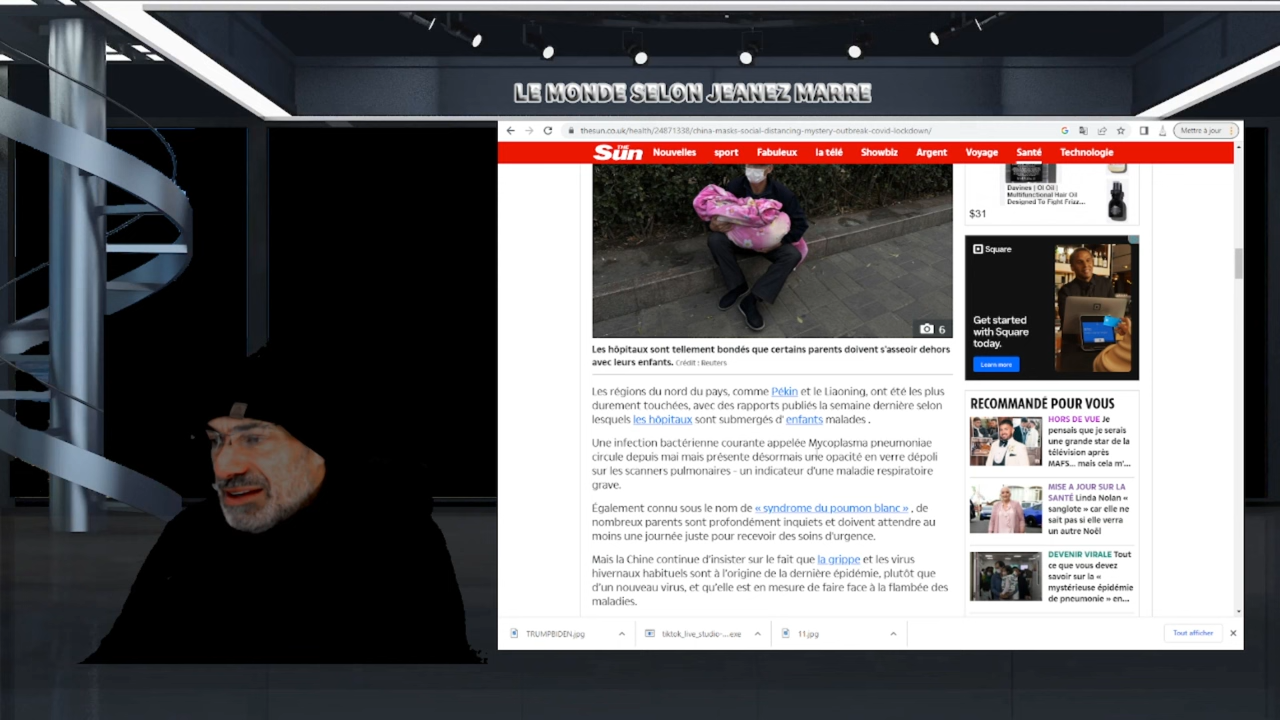 LE MONDE SELON JEANEZ MARRE
thesun.co.uk/health/24871338/china-masks-social-distancing-mystery-outbreak-covid-lockdown/
Mettre à jour
THE Sun
Nouvelles sport Fabuleux la télé Showbiz Argent Voyage Santé Technologie
Davines | OI Oil |
Multifunctional Hair Oil
Designed To Fight Friz...
$31
Square
Get started
with Square
today.
Learn more
6
Les hôpitaux sont tellement bondés que certains parents doivent s'asseoir dehors
avec leurs enfants. Crédit : Reuters
Les régions du nord du pays, comme Pékin et le Liaoning, ont été les plus
durement touchées, avec des rapports publiés la semaine dernière selon
lesquels les hôpitaux sont submergés d' enfants malades .
Une infection bactérienne courante appelée Mycoplasma pneumoniae
circule depuis mai mais présente désormais une opacité en verre dépoli
sur les scanners pulmonaires - un indicateur d'une maladie respiratoire
grave.
Également connu sous le nom de « syndrome du poumon blanc » , de
nombreux parents sont profondément inquiets et doivent attendre au
moins une journée juste pour recevoir des soins d'urgence.
Mais la Chine continue d'insister sur le fait que la grippe et les virus
hivernaux habituels sont à l'origine de la dernière épidémie, plutôt que
d'un nouveau virus, et qu'elle est en mesure de faire face à la flambée des
maladies.
RECOMMANDÉ POUR VOUS
HORS DE VUE Je
pensais que je serais
une grande star de la
télévision après
MAFS... mais cela m'...
MISE A JOUR SUR LA
SANTÉ Linda Nolan «
sanglote » car elle ne
sait pas si elle verra
un autre Noël
DEVENIR VIRALE Tout
ce que vous devez
savoir sur la «
mystérieuse épidémie
de pneumonie » en...
TRUMPBIDEN.jpg
tiktok_live_studio-....exe
11.jpg
Tout afficher